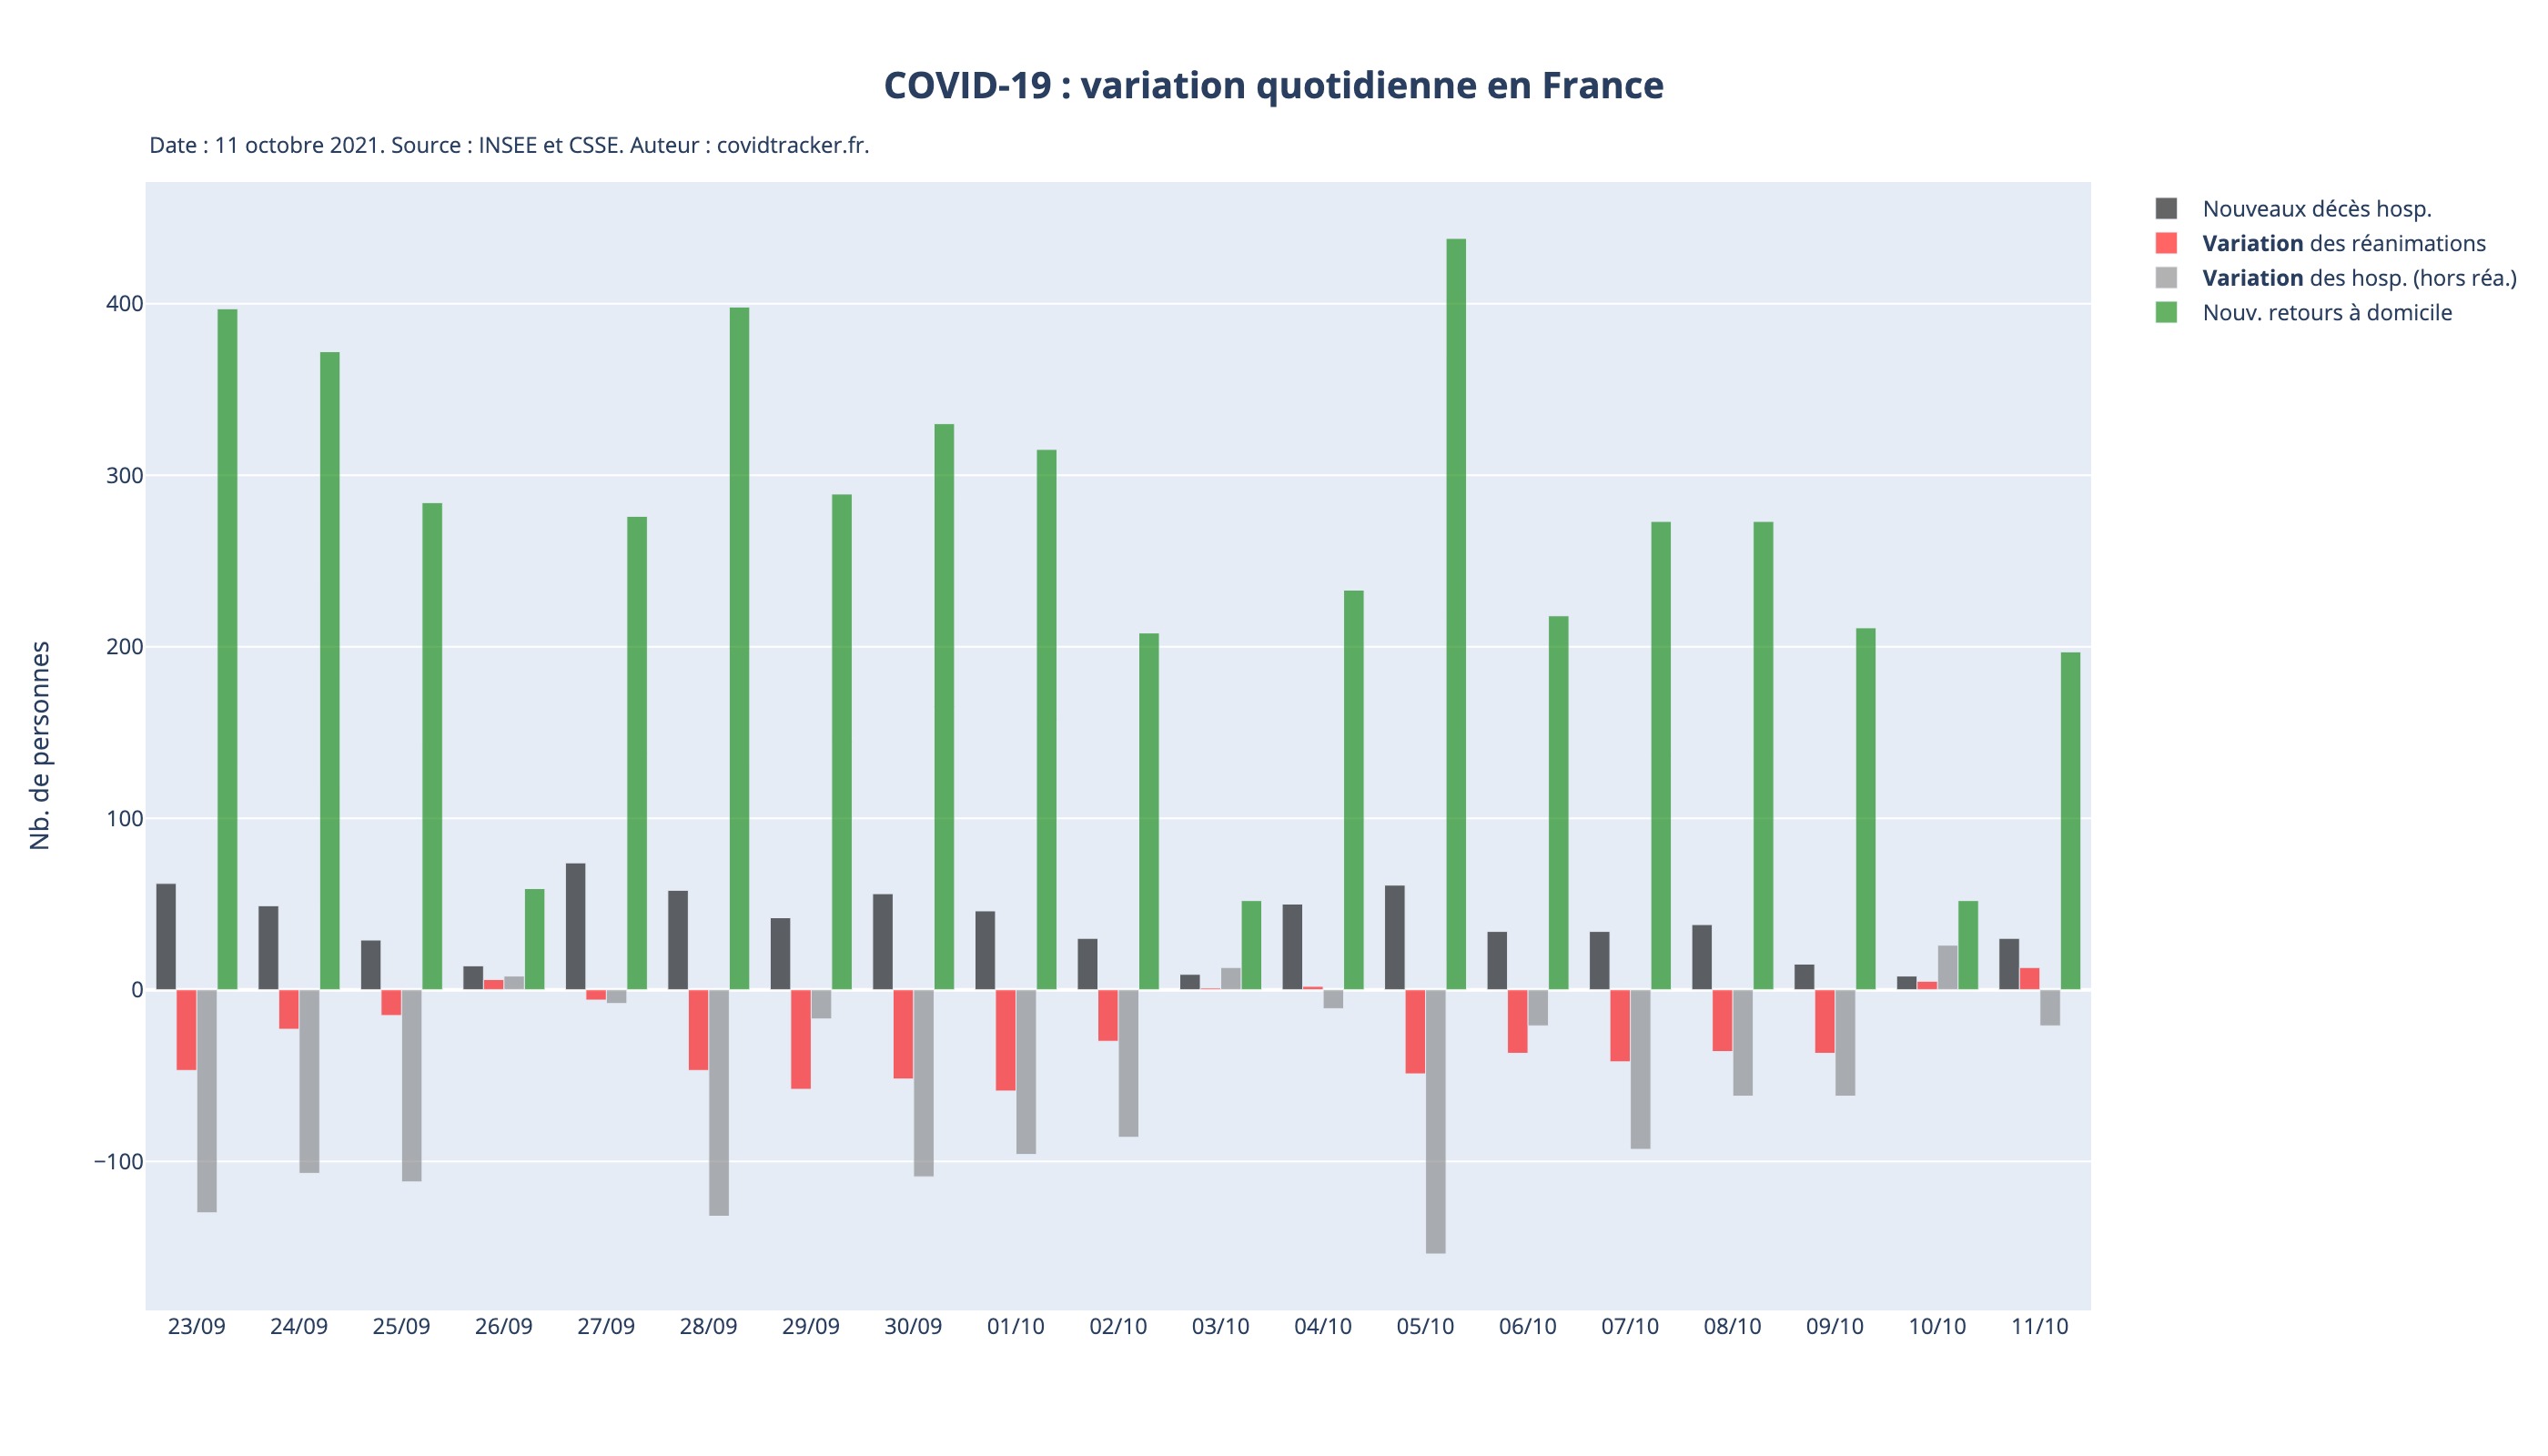 COVID-19 : variation quotidienne en France
Date : 11 octobre 2021. Source : INSEE et CSSE. Auteur : covidtracker.fr.
Nouveaux décès hosp.
Variation des réanimations
Variation des hosp. (hors réa.)
Nouv. retours à domicile
Nb. de personnes
400
300
200
100
0
−100
23/09 24/09 25/09 26/09 27/09 28/09 29/09 30/09 01/10 02/10 03/10 04/10 05/10 06/10 07/10 08/10 09/10 10/10 11/10